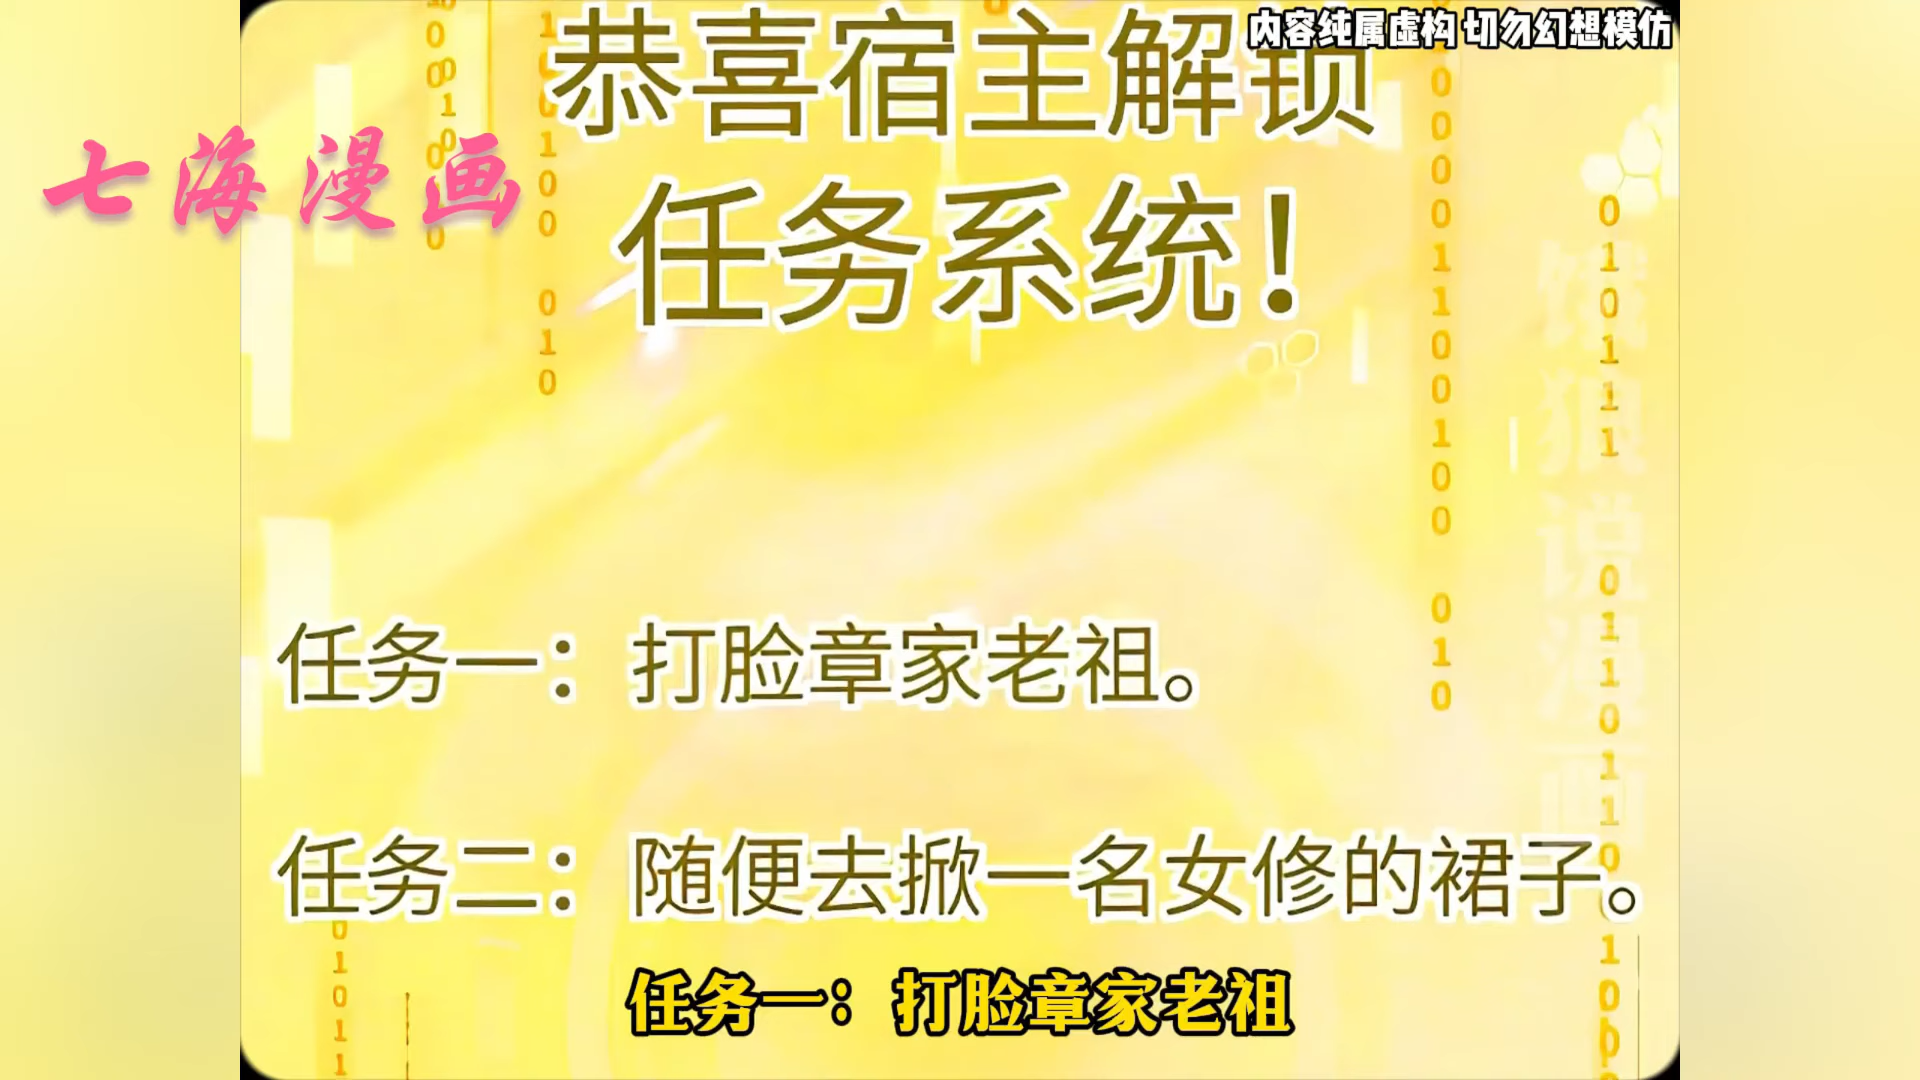 内容纯属虚构 切勿幻想模仿
恭喜宿主解锁
七海漫画
任务系统！
任务一：打脸章家老祖。
任务二：随便去掀一名女修的裙子。
任务一：打脸章家老祖